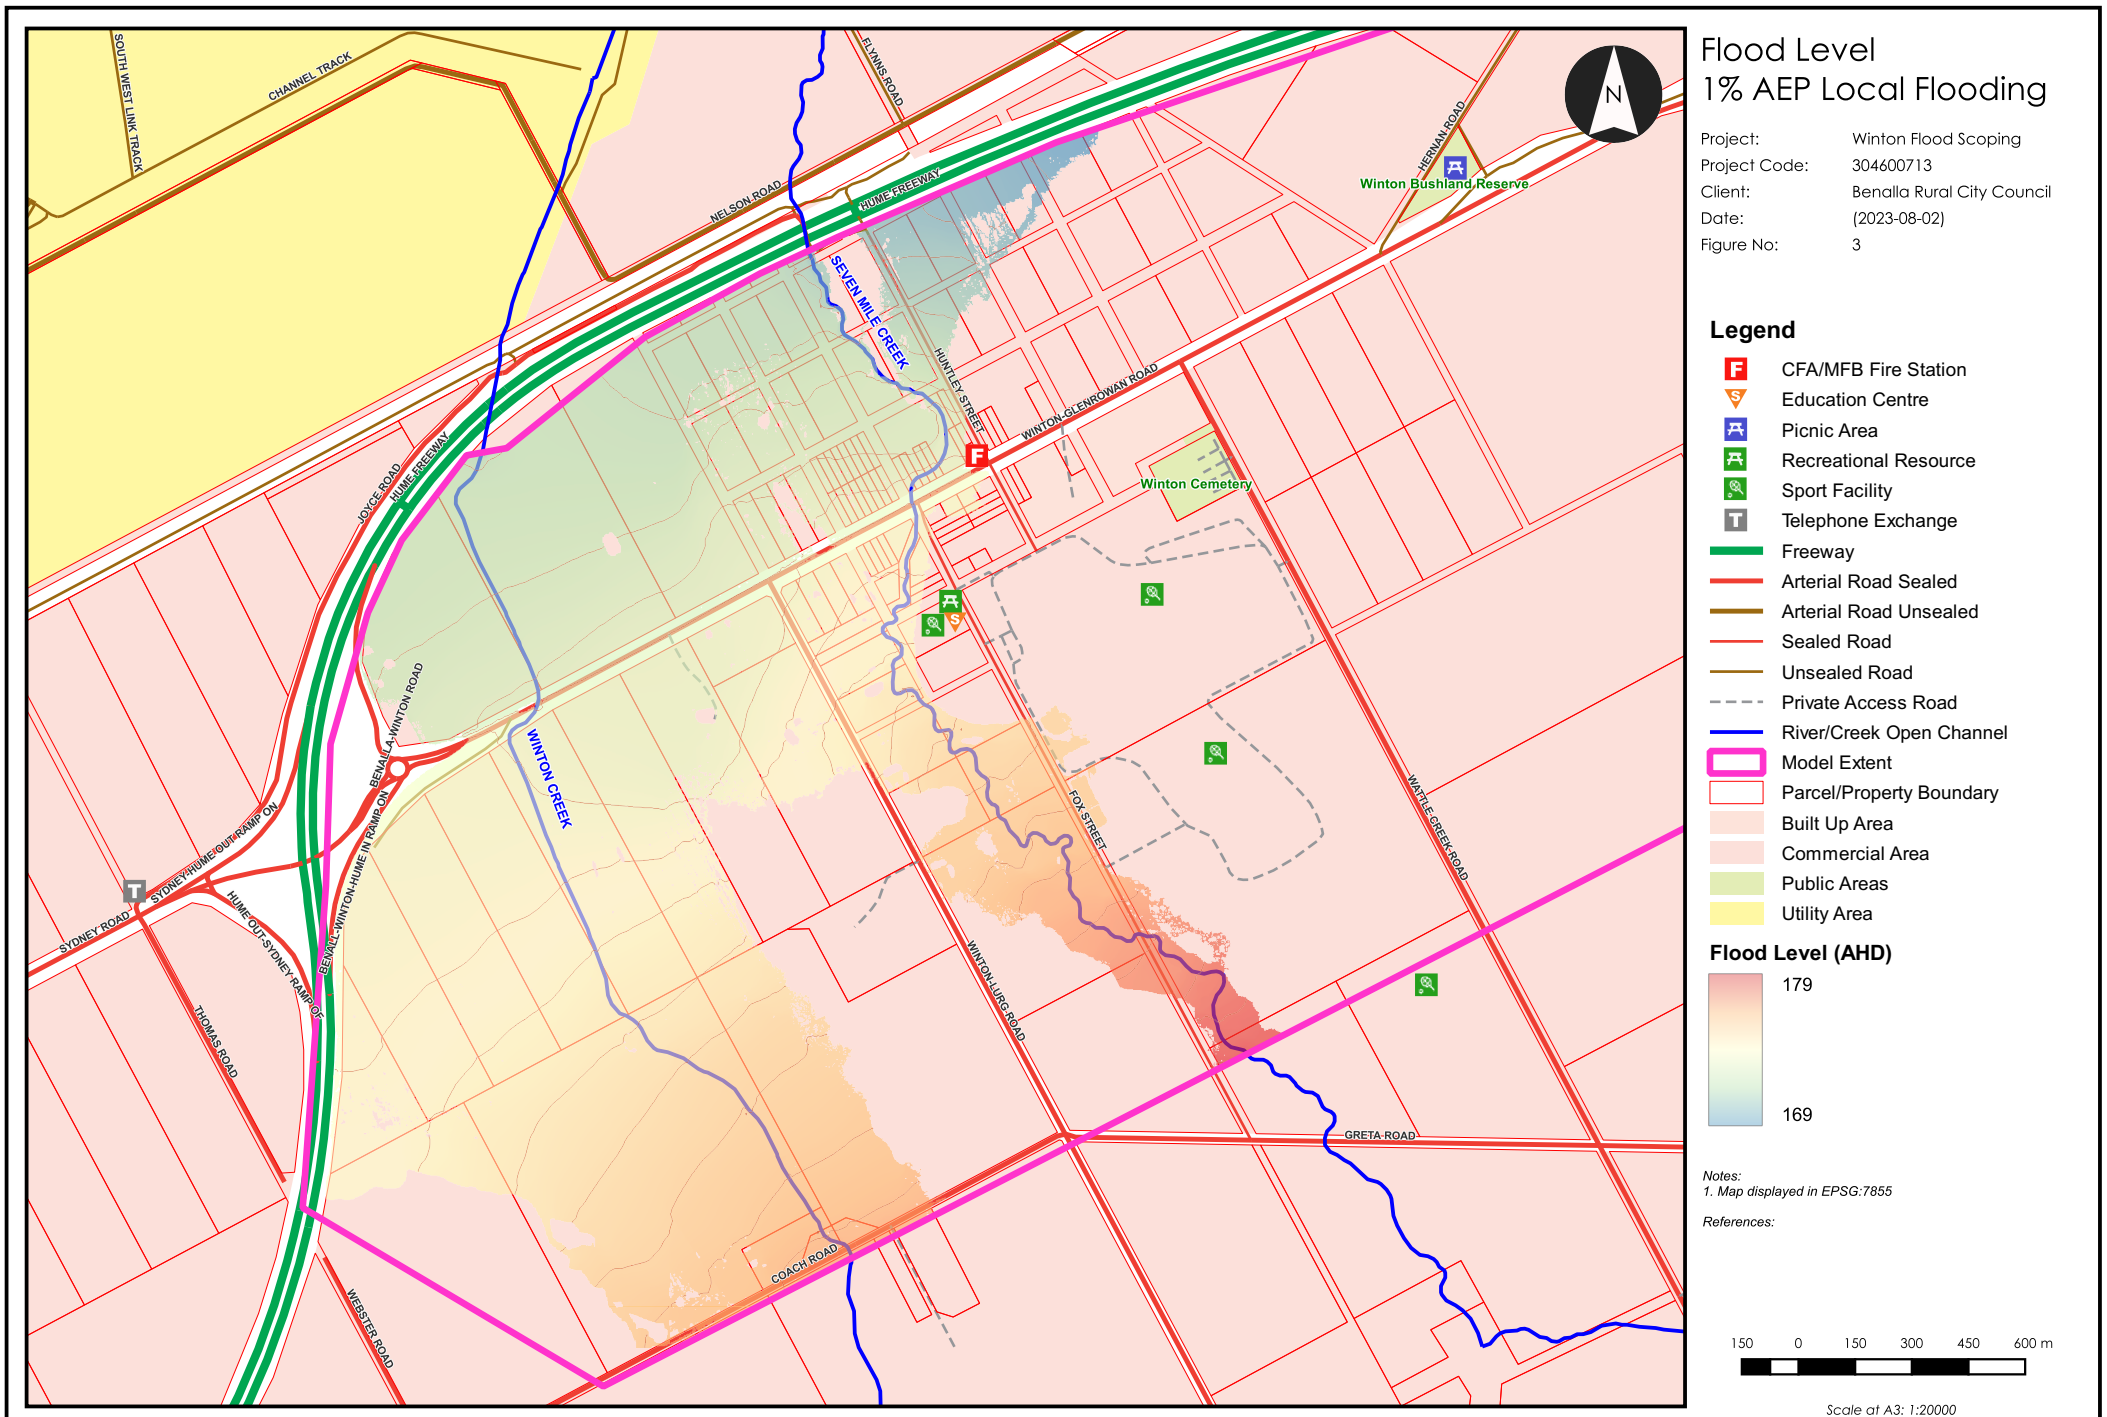 Flood Level
1% AEP Local Flooding
Project: Winton Flood Scoping
Project Code: 304600713
Client: Benalla Rural City Council
Date: (2023-08-02)
Figure No: 3
Legend
F CFA/MFB Fire Station
S Education Centre
Picnic Area
Recreational Resource
Sport Facility
T Telephone Exchange
Freeway
Arterial Road Sealed
Arterial Road Unsealed
Sealed Road
Unsealed Road
Private Access Road
River/Creek Open Channel
Model Extent
Parcel/Property Boundary
Built Up Area
Commercial Area
Public Areas
Utility Area
Flood Level (AHD)
179
169
Notes:
1. Map displayed in EPSG:7855
References:
150 0 150 300 450 600 m
Scale at A3: 1:20000
N
SOUTH WEST LINK TRACK
CHANNEL TRACK
FLYNNS ROAD
NELSON ROAD
HUME FREEWAY
HERNAN ROAD
Winton Bushland Reserve
SEVEN MILE CREEK
HUNTLEY STREET
WINTON-GLENROWAN ROAD
F
Winton Cemetery
JOYCE ROAD
HUME FREEWAY
S
BENALLA-WINTON ROAD
WINTON CREEK
FOX STREET
WATTLE CREEK ROAD
SYDNEY-HUME OUT RAMP ON
BENALL-WINTON-HUME IN RAMP ON
T
SYDNEY ROAD
HUME OUT-SYDNEY RAMP OF
THOMAS ROAD
WINTON-LURG ROAD
GRETA ROAD
COACH ROAD
WEBSTER ROAD